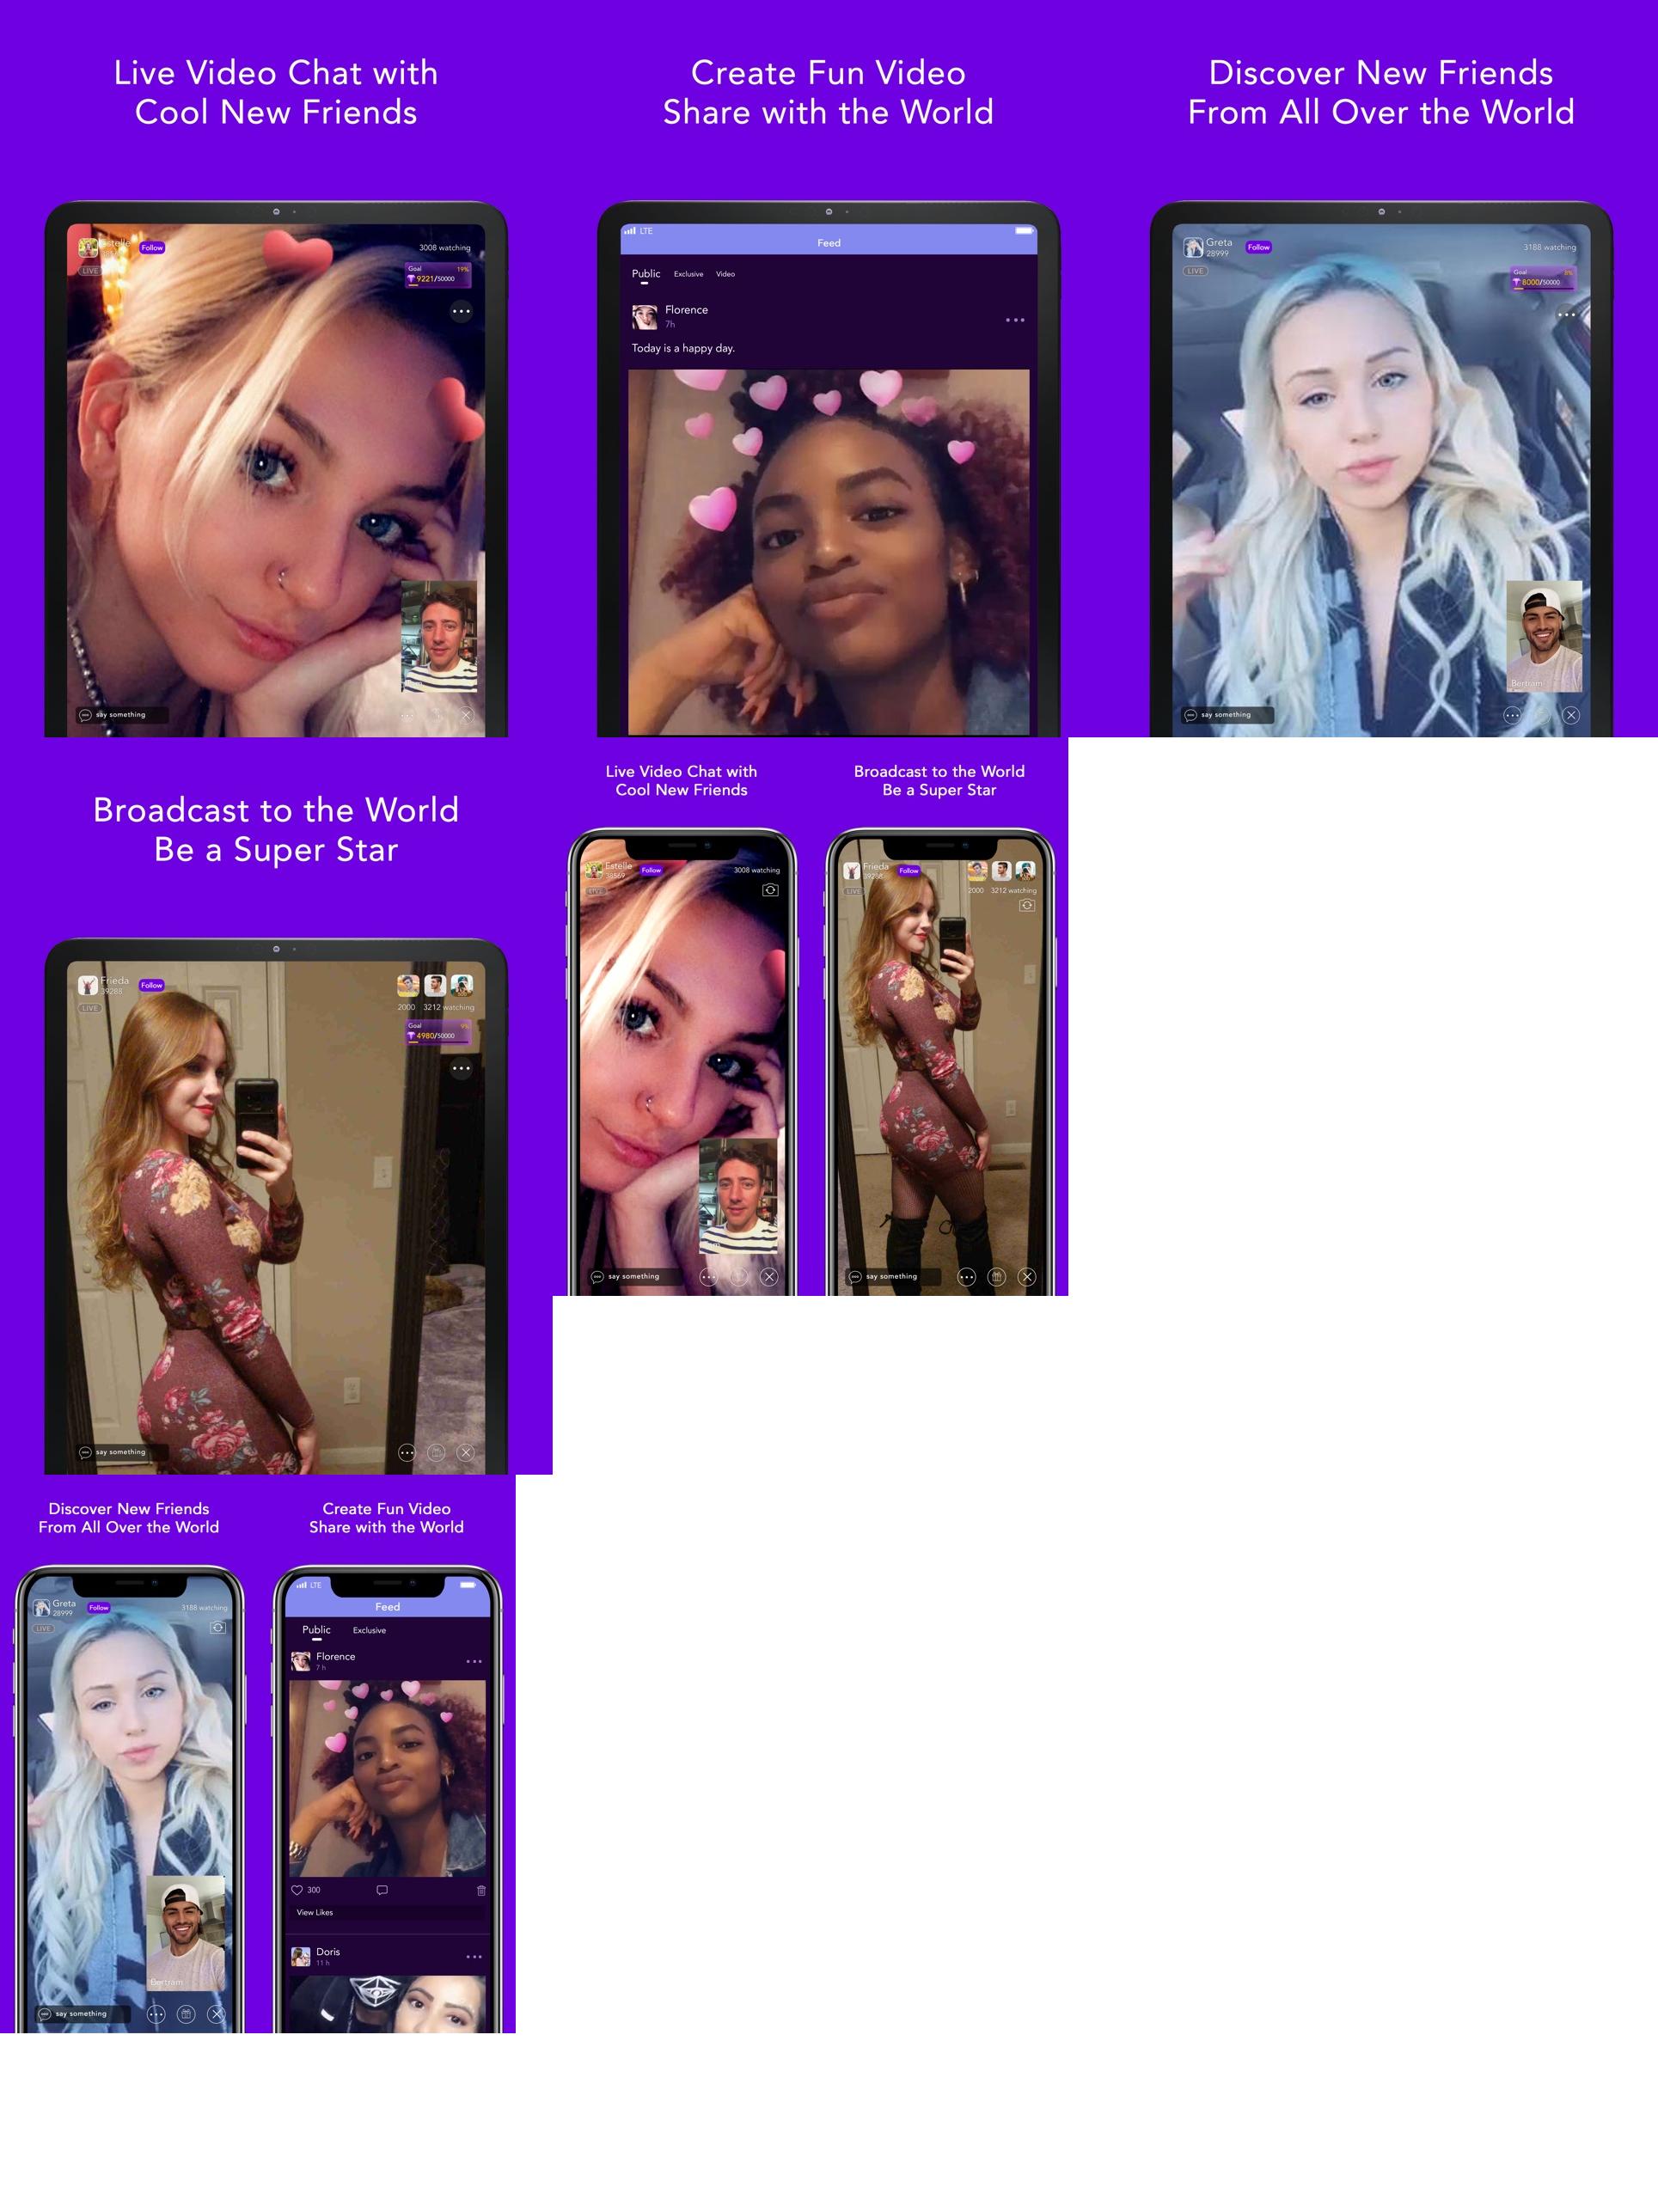 Live Video Chat with
Cool New Friends
Estelle
Follow
3008 watching
LIVE
Goal 19%
9221/50000
say something
Create Fun Video
Share with the World
LTE
Feed
Public Exclusive Video
Florence
7h
Today is a happy day.
Discover New Friends
From All Over the World
Greta
28999
Follow
3188 watching
LIVE
Goal
8000/50000
Bertram
say something
Broadcast to the World
Be a Super Star
Frieda
39288
Follow
LIVE
2000 3212 watching
Goal 9%
4980/50000
say something
Live Video Chat with
Cool New Friends
Estelle
38569
Follow
3008 watching
LIVE
say something
Broadcast to the World
Be a Super Star
Frieda
39288
Follow
LIVE
2000 3212 watching
say something
Discover New Friends
From All Over the World
Greta
28999
Follow
3188 watching
LIVE
Bertram
say something
Create Fun Video
Share with the World
LTE
Feed
Public Exclusive
Florence
7 h
300
View Likes
Doris
11 h